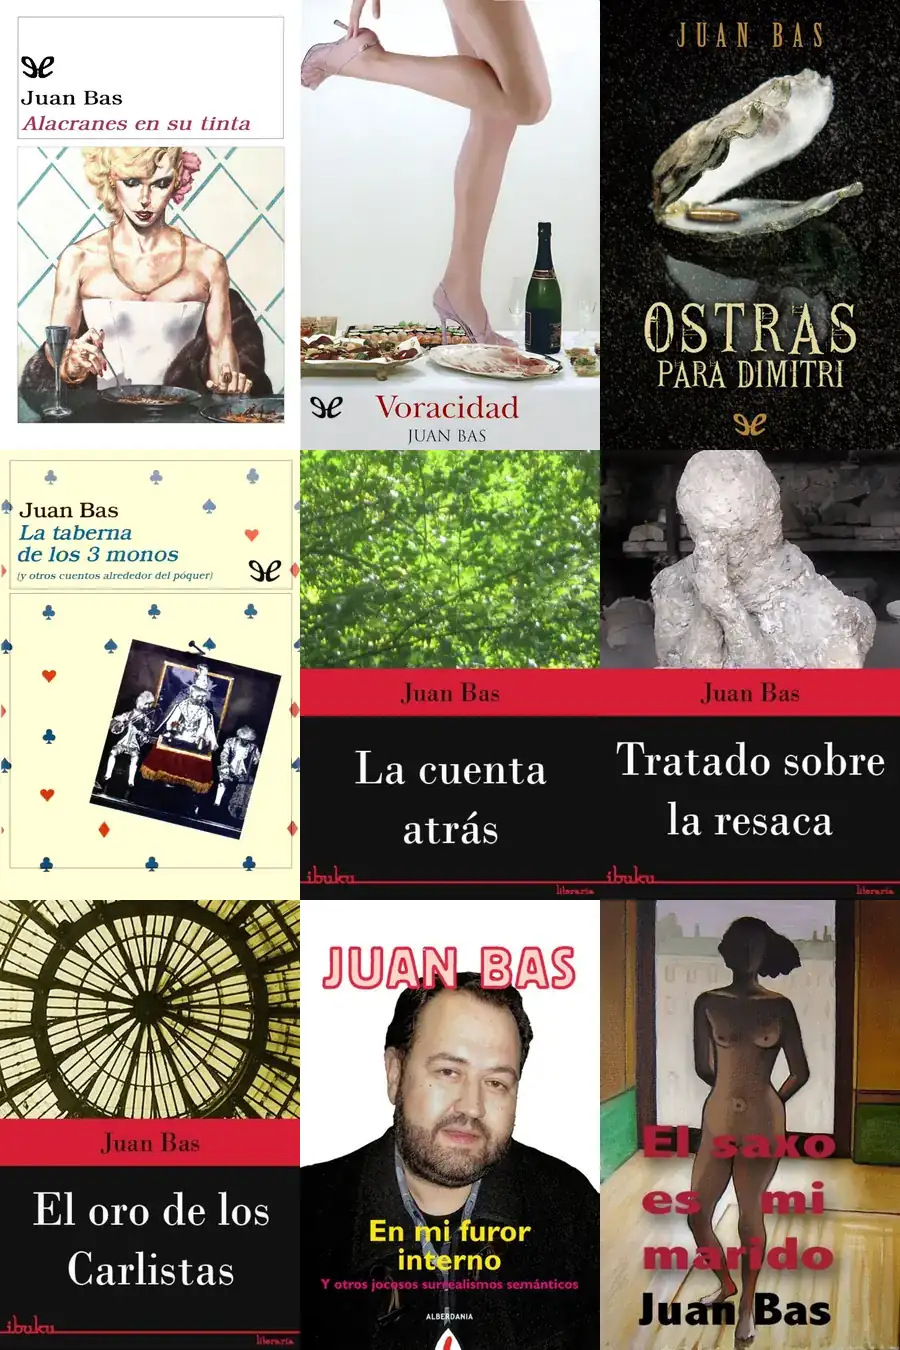 Juan Bas
Alacranes en su tinta
Voracidad
JUAN BAS
JUAN BAS
OSTRAS
PARA DIMITRI
Juan Bas
La taberna
de los 3 monos
(y otros cuentos alrededor del póquer)
Juan Bas
La cuenta
atrás
ibuku
literaria
Juan Bas
Tratado sobre
la resaca
ibuku
literaria
Juan Bas
El oro de los
Carlistas
ibuku
literaria
JUAN BAS
En mi furor
interno
Y otros jocosos surrealismos semánticos
ALBERDANIA
El saxo
es mi
marido
Juan Bas